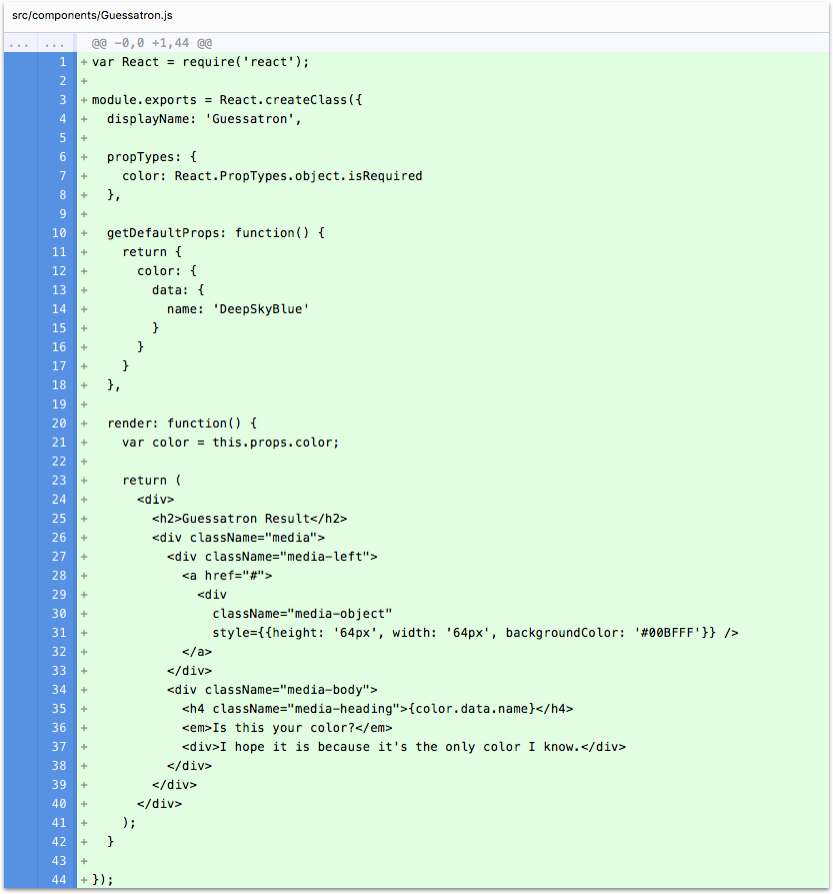 src/components/Guessatron.js
... ... @@ -0,0 +1,44 @@
1 +var React = require('react');
2 +
3 +module.exports = React.createClass({
4 +  displayName: 'Guessatron',
5 +
6 +  propTypes: {
7 +    color: React.PropTypes.object.isRequired
8 +  },
9 +
10 +  getDefaultProps: function() {
11 +    return {
12 +      color: {
13 +        data: {
14 +          name: 'DeepSkyBlue'
15 +        }
16 +      }
17 +    }
18 +  },
19 +
20 +  render: function() {
21 +    var color = this.props.color;
22 +
23 +    return (
24 +      <div>
25 +        <h2>Guessatron Result</h2>
26 +        <div className="media">
27 +          <div className="media-left">
28 +            <a href="#">
29 +              <div
30 +                className="media-object"
31 +                style={{height: '64px', width: '64px', backgroundColor: '#00BFFF'}} />
32 +            </a>
33 +          </div>
34 +          <div className="media-body">
35 +            <h4 className="media-heading">{color.data.name}</h4>
36 +            <em>Is this your color?</em>
37 +            <div>I hope it is because it's the only color I know.</div>
38 +          </div>
39 +        </div>
40 +      </div>
41 +    );
42 +  }
43 +
44 +});